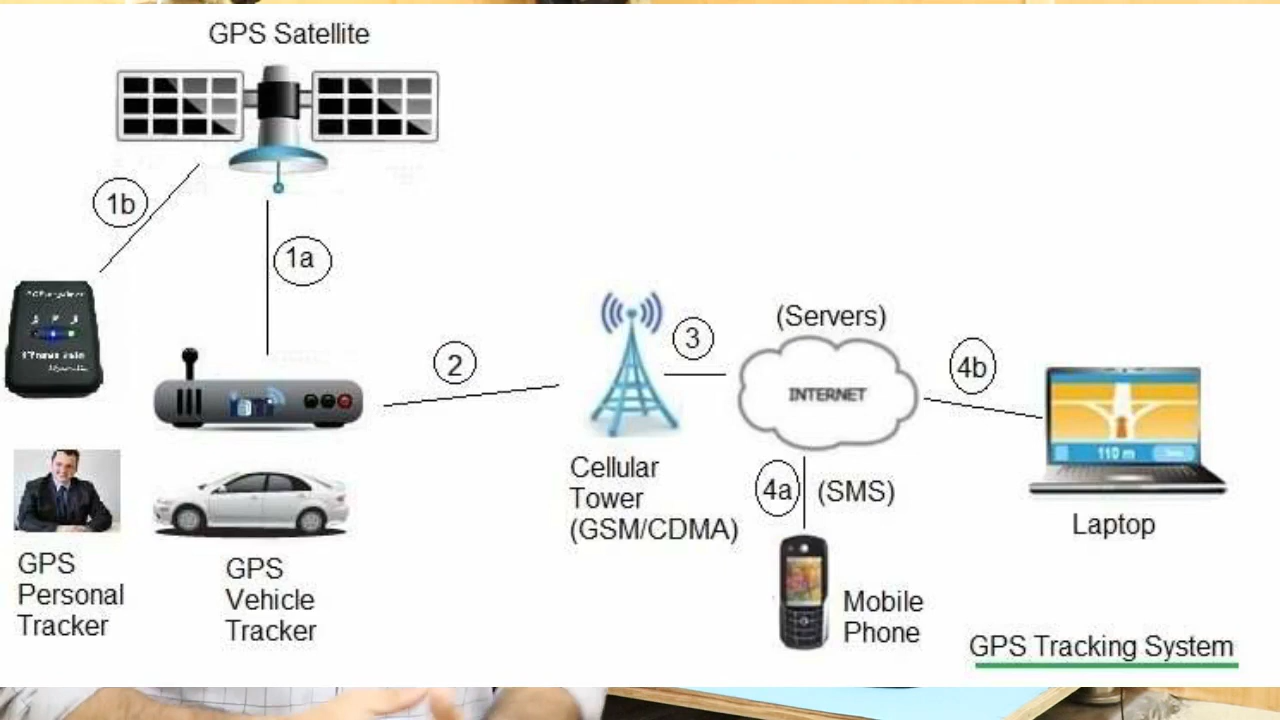 GPS Satellite
1b
1a
2
3
(Servers)
INTERNET
4b
110 m
Cellular
Tower
(GSM/CDMA)
4a
(SMS)
Laptop
GPS
Personal
Tracker
GPS
Vehicle
Tracker
Mobile
Phone
GPS Tracking System